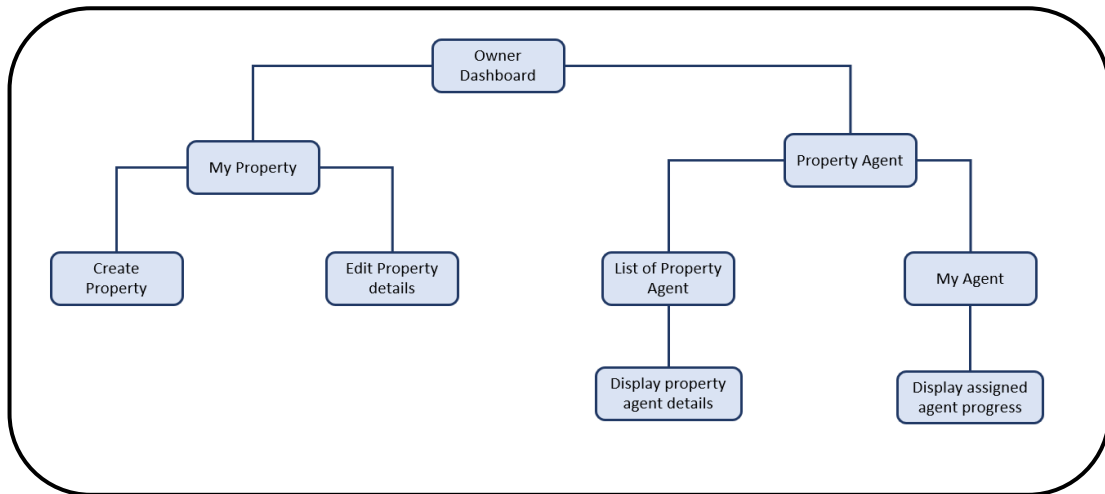 Owner
Dashboard
My Property
Property Agent
Create
Property
Edit Property
details
List of Property
Agent
My Agent
Display property
agent details
Display assigned
agent progress